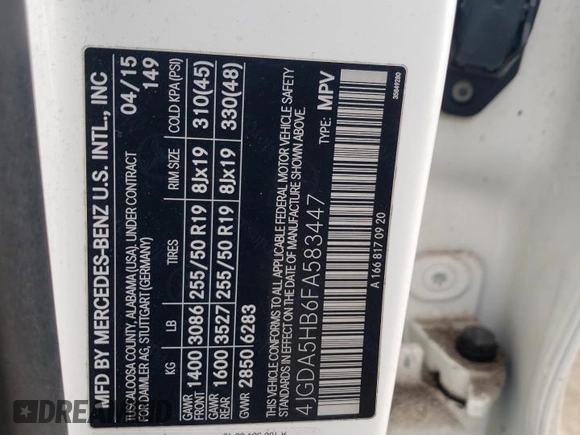 MFD BY MERCEDES-BENZ U.S. INTL., INC
TUSCALOOSA COUNTY, ALABAMA (USA), UNDER CONTRACT
FOR DAIMLER AG, STUTTGART (GERMANY)
04/15
149
KG LB TIRES RIM SIZE COLD KPA (PSI)
GAWR FRONT 1400 3086 255/50 R19 8Jx19 310(45)
GAWR REAR 1600 3527 255/50 R19 8Jx19 330(48)
GVWR 2850 6283
THIS VEHICLE CONFORMS TO ALL APPLICABLE FEDERAL MOTOR VEHICLE SAFETY
STANDARDS IN EFFECT ON THE DATE OF MANUFACTURE SHOWN ABOVE.
4JGDA5HB6FA583447 TYPE: MPV
A 166 817 09 20
35849280
DREAM